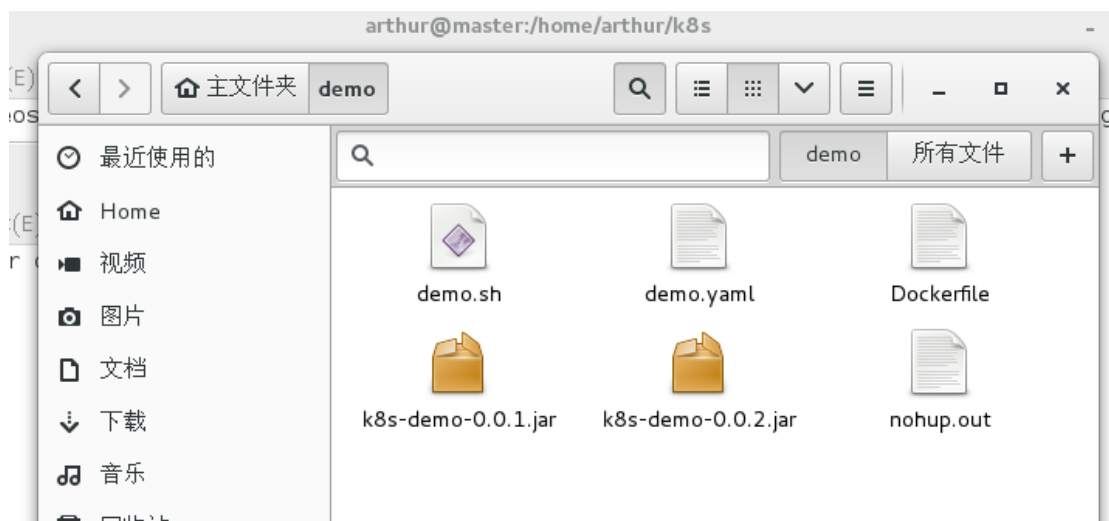 arthur@master:/home/arthur/k8s
(E)
主文件夹 demo
最近使用的
demo 所有文件
Home
视频
图片
文档
下载
音乐
demo.sh demo.yaml Dockerfile
k8s-demo-0.0.1.jar k8s-demo-0.0.2.jar nohup.out